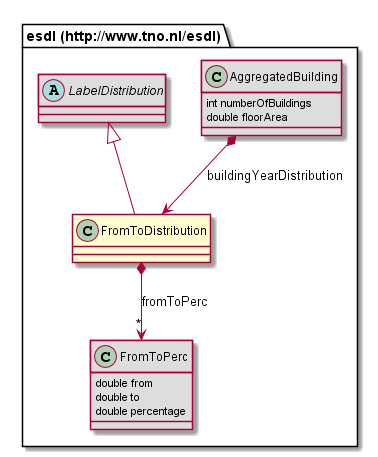 esdl (http://www.tno.nl/esdl)
A LabelDistribution
C AggregatedBuilding
int numberOfBuildings
double floorArea
buildingYearDistribution
C FromToDistribution
fromToPerc
*
C FromToPerc
double from
double to
double percentage